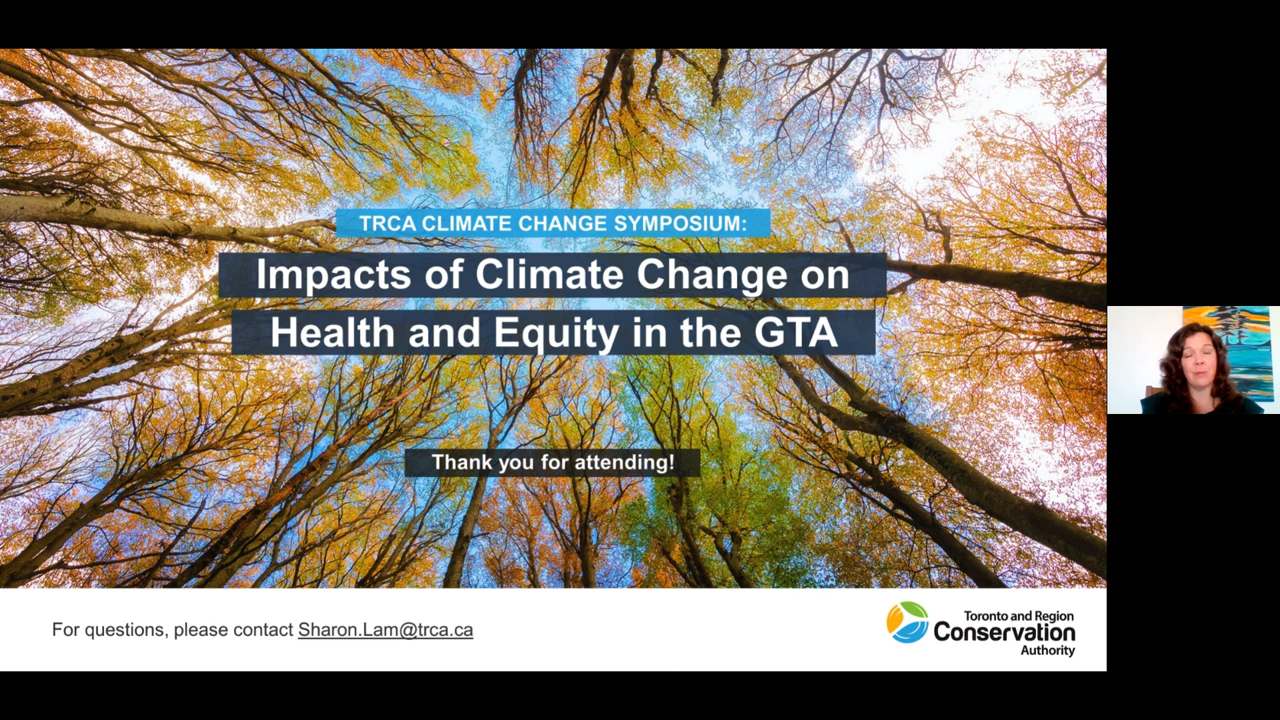 TRCA CLIMATE CHANGE SYMPOSIUM:
Impacts of Climate Change on
Health and Equity in the GTA
Thank you for attending!
For questions, please contact Sharon.Lam@trca.ca
Toronto and Region
Conservation
Authority